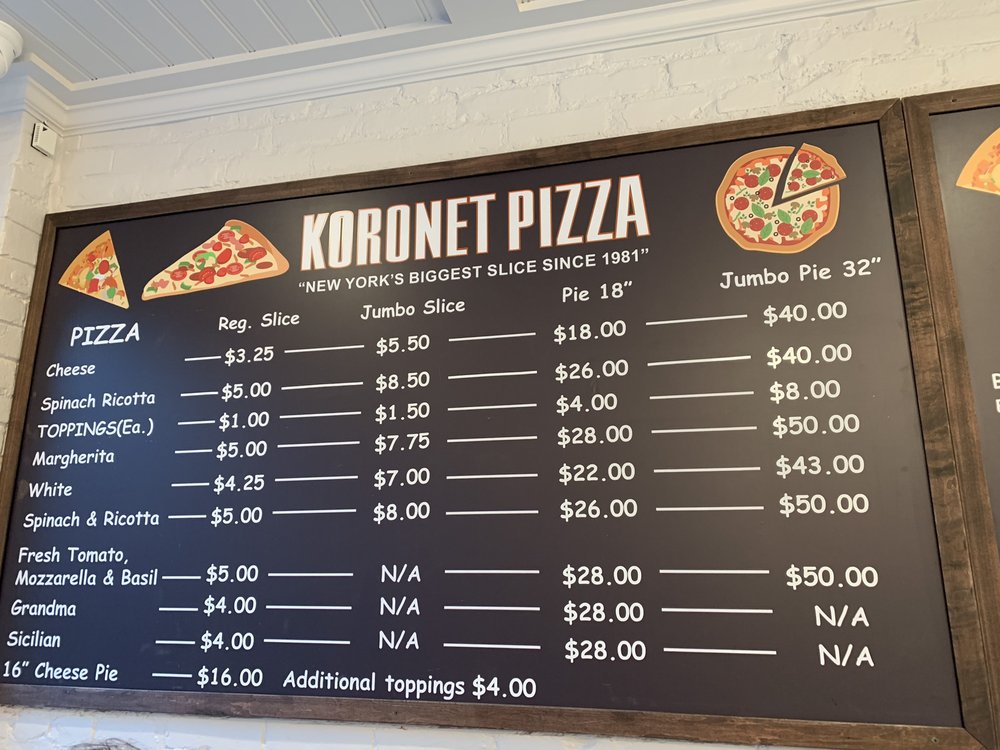 KORONET PIZZA
"NEW YORK'S BIGGEST SLICE SINCE 1981"
PIZZA Reg. Slice Jumbo Slice Pie 18" Jumbo Pie 32"
Cheese $3.25 $5.50 $18.00 $40.00
Spinach Ricotta $5.00 $8.50 $26.00 $40.00
TOPPINGS(Ea.) $1.00 $1.50 $4.00 $8.00
Margherita $5.00 $7.75 $28.00 $50.00
White $4.25 $7.00 $22.00 $43.00
Spinach & Ricotta $5.00 $8.00 $26.00 $50.00
Fresh Tomato,
Mozzarella & Basil $5.00 N/A $28.00 $50.00
Grandma $4.00 N/A $28.00 N/A
Sicilian $4.00 N/A $28.00 N/A
16" Cheese Pie $16.00 Additional toppings $4.00